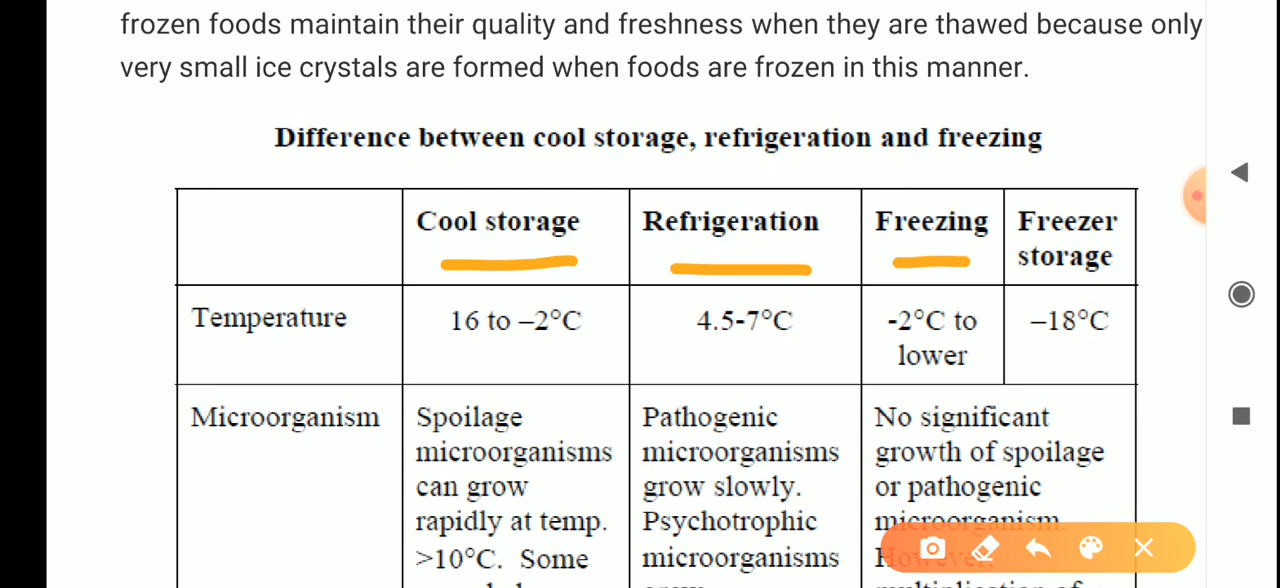 frozen foods maintain their quality and freshness when they are thawed because only
very small ice crystals are formed when foods are frozen in this manner.
Difference between cool storage, refrigeration and freezing
Cool storage
Refrigeration
Freezing
Freezer
storage
Temperature
16 to –2°C
4.5-7°C
-2°C to
lower
–18°C
Microorganism
Spoilage
microorganisms
can grow
rapidly at temp.
>10°C. Some
Pathogenic
microorganisms
grow slowly.
Psychotrophic
microorganisms
No significant
growth of spoilage
or pathogenic
microorganism.
However.